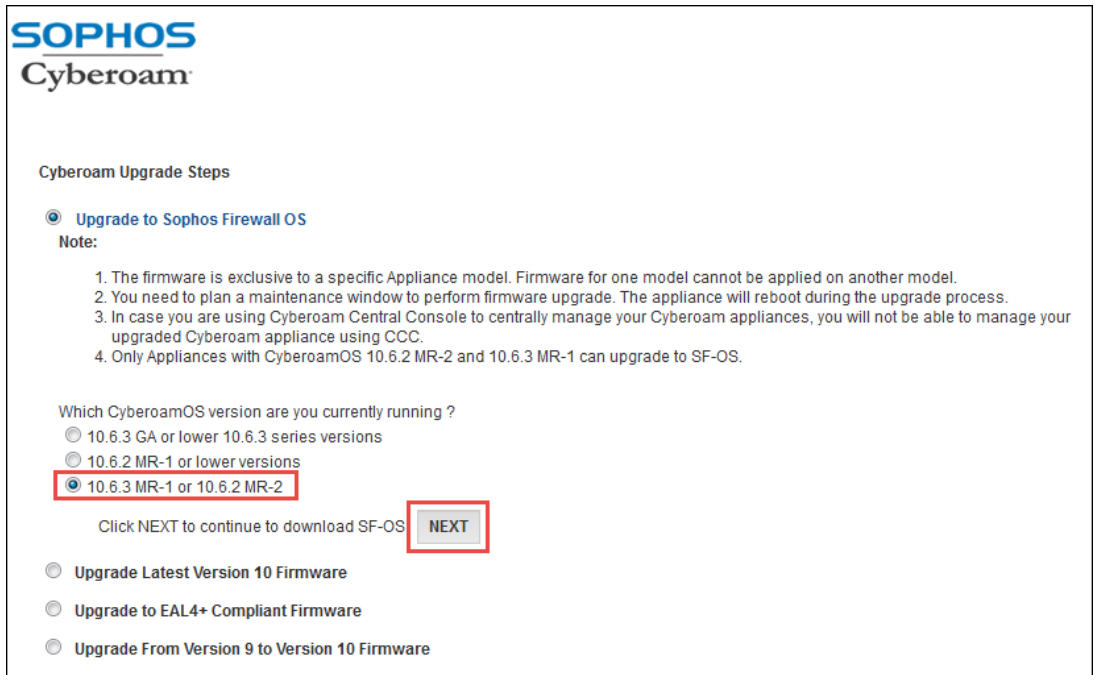 SOPHOS
Cyberoam
Cyberoam Upgrade Steps
Upgrade to Sophos Firewall OS
Note:
1. The firmware is exclusive to a specific Appliance model. Firmware for one model cannot be applied on another model.
2. You need to plan a maintenance window to perform firmware upgrade. The appliance will reboot during the upgrade process.
3. In case you are using Cyberoam Central Console to centrally manage your Cyberoam appliances, you will not be able to manage your
upgraded Cyberoam appliance using CCC.
4. Only Appliances with CyberoamOS 10.6.2 MR-2 and 10.6.3 MR-1 can upgrade to SF-OS.
Which CyberoamOS version are you currently running ?
10.6.3 GA or lower 10.6.3 series versions
10.6.2 MR-1 or lower versions
10.6.3 MR-1 or 10.6.2 MR-2
Click NEXT to continue to download SF-OS NEXT
Upgrade Latest Version 10 Firmware
Upgrade to EAL4+ Compliant Firmware
Upgrade From Version 9 to Version 10 Firmware